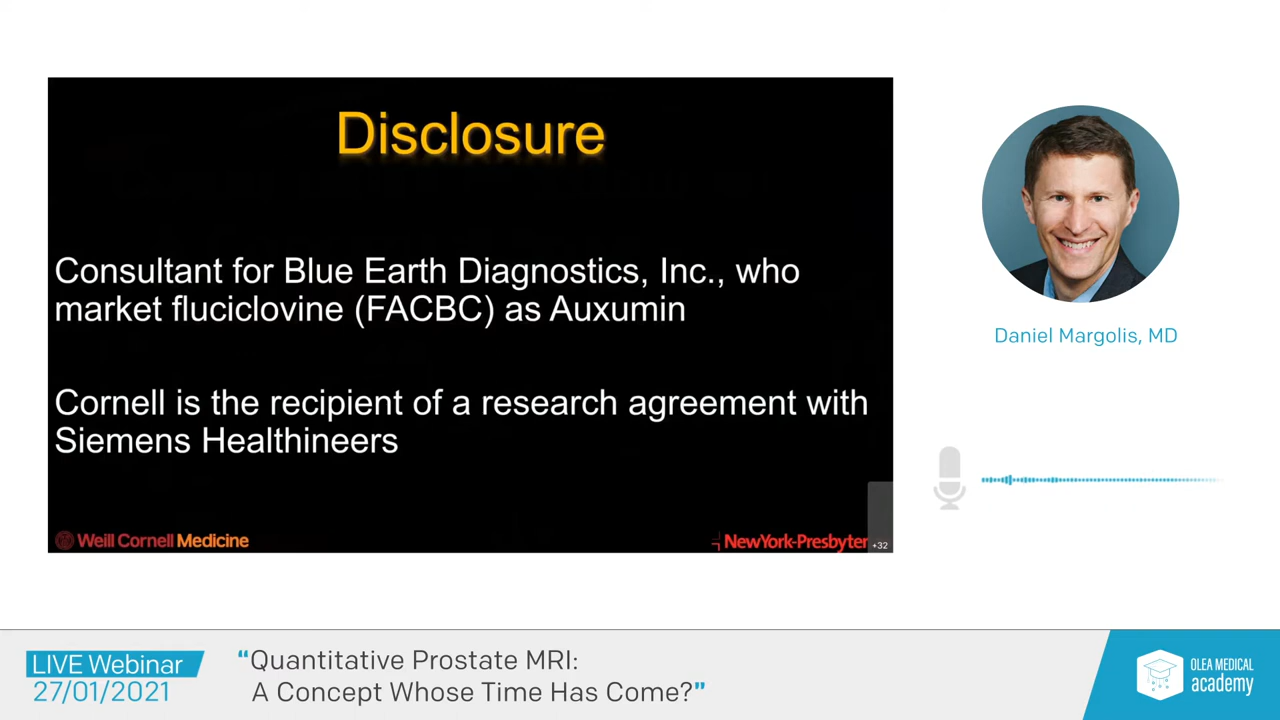 Disclosure
Consultant for Blue Earth Diagnostics, Inc., who
market fluciclovine (FACBC) as Auxumin
Cornell is the recipient of a research agreement with
Siemens Healthineers
Weill Cornell Medicine
NewYork-Presbyter
+32
Daniel Margolis, MD
LIVE Webinar
27/01/2021
“Quantitative Prostate MRI:
A Concept Whose Time Has Come?”
OLEA MEDICAL
academy